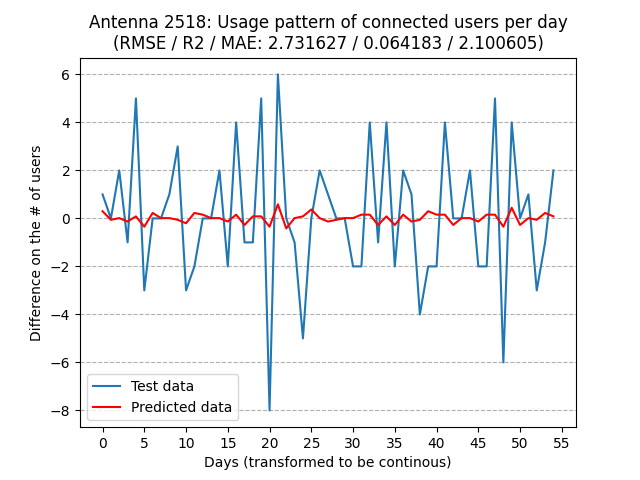 Antenna 2518: Usage pattern of connected users per day
(RMSE / R2 / MAE: 2.731627 / 0.064183 / 2.100605)
Difference on the # of users
6
4
2
0
−2
−4
−6
−8
Test data
Predicted data
0 5 10 15 20 25 30 35 40 45 50 55
Days (transformed to be continous)